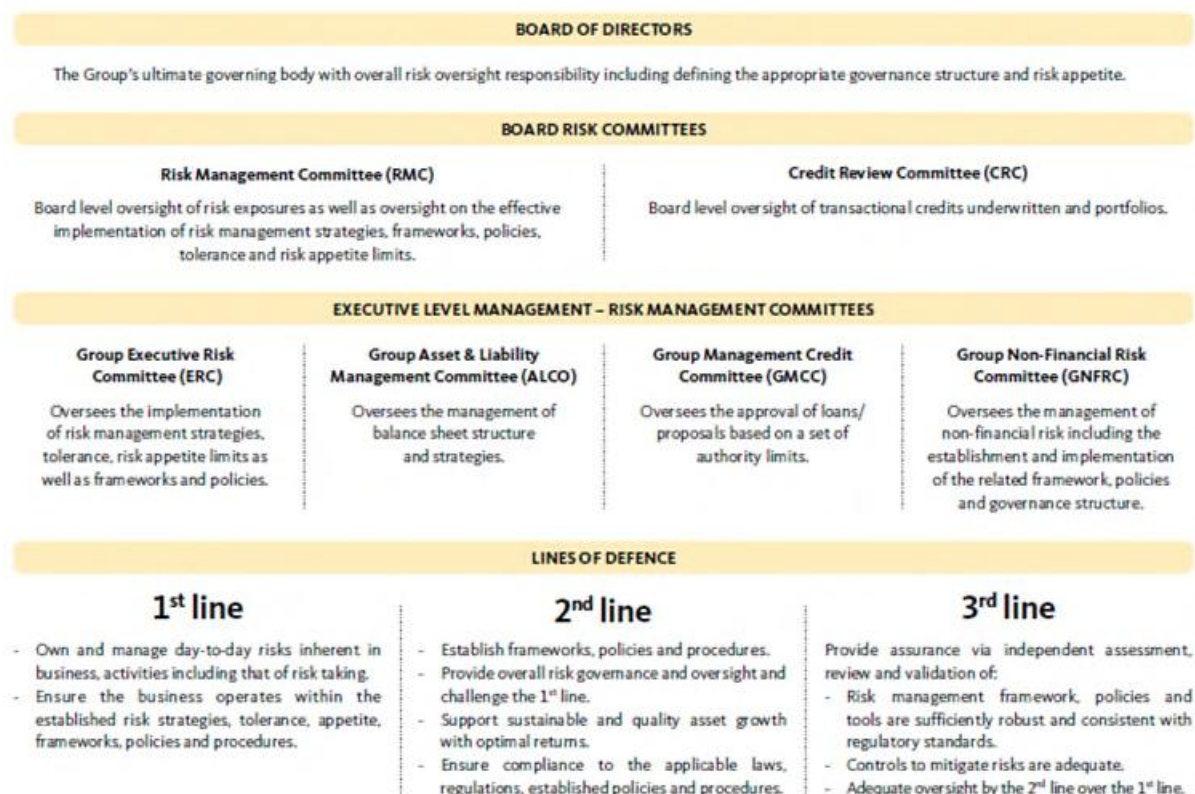 BOARD OF DIRECTORS
The Group's ultimate governing body with overall risk oversight responsibility including defining the appropriate governance structure and risk appetite.
BOARD RISK COMMITTEES
Risk Management Committee (RMC)
Board level oversight of risk exposures as well as oversight on the effective
implementation of risk management strategies, frameworks, policies,
tolerance and risk appetite limits.
Credit Review Committee (CRC)
Board level oversight of transactional credits underwritten and portfolios.
EXECUTIVE LEVEL MANAGEMENT – RISK MANAGEMENT COMMITTEES
Group Executive Risk
Committee (ERC)
Oversees the implementation
of risk management strategies,
tolerance, risk appetite limits as
well as frameworks and policies.
Group Asset & Liability
Management Committee (ALCO)
Oversees the management of
balance sheet structure
and strategies.
Group Management Credit
Committee (GMCC)
Oversees the approval of loans/
proposals based on a set of
authority limits.
Group Non-Financial Risk
Committee (GNFRC)
Oversees the management of
non-financial risk including the
establishment and implementation
of the related framework, policies
and governance structure.
LINES OF DEFENCE
1st line
- Own and manage day-to-day risks inherent in
business, activities including that of risk taking.
- Ensure the business operates within the
established risk strategies, tolerance, appetite,
frameworks, policies and procedures.
2nd line
- Establish frameworks, policies and procedures.
- Provide overall risk governance and oversight and
challenge the 1st line.
- Support sustainable and quality asset growth
with optimal returns.
- Ensure compliance to the applicable laws,
regulations, established policies and procedures.
3rd line
Provide assurance via independent assessment,
review and validation of:
- Risk management framework, policies and
tools are sufficiently robust and consistent with
regulatory standards.
- Controls to mitigate risks are adequate.
- Adequate oversight by the 2nd line over the 1st line.